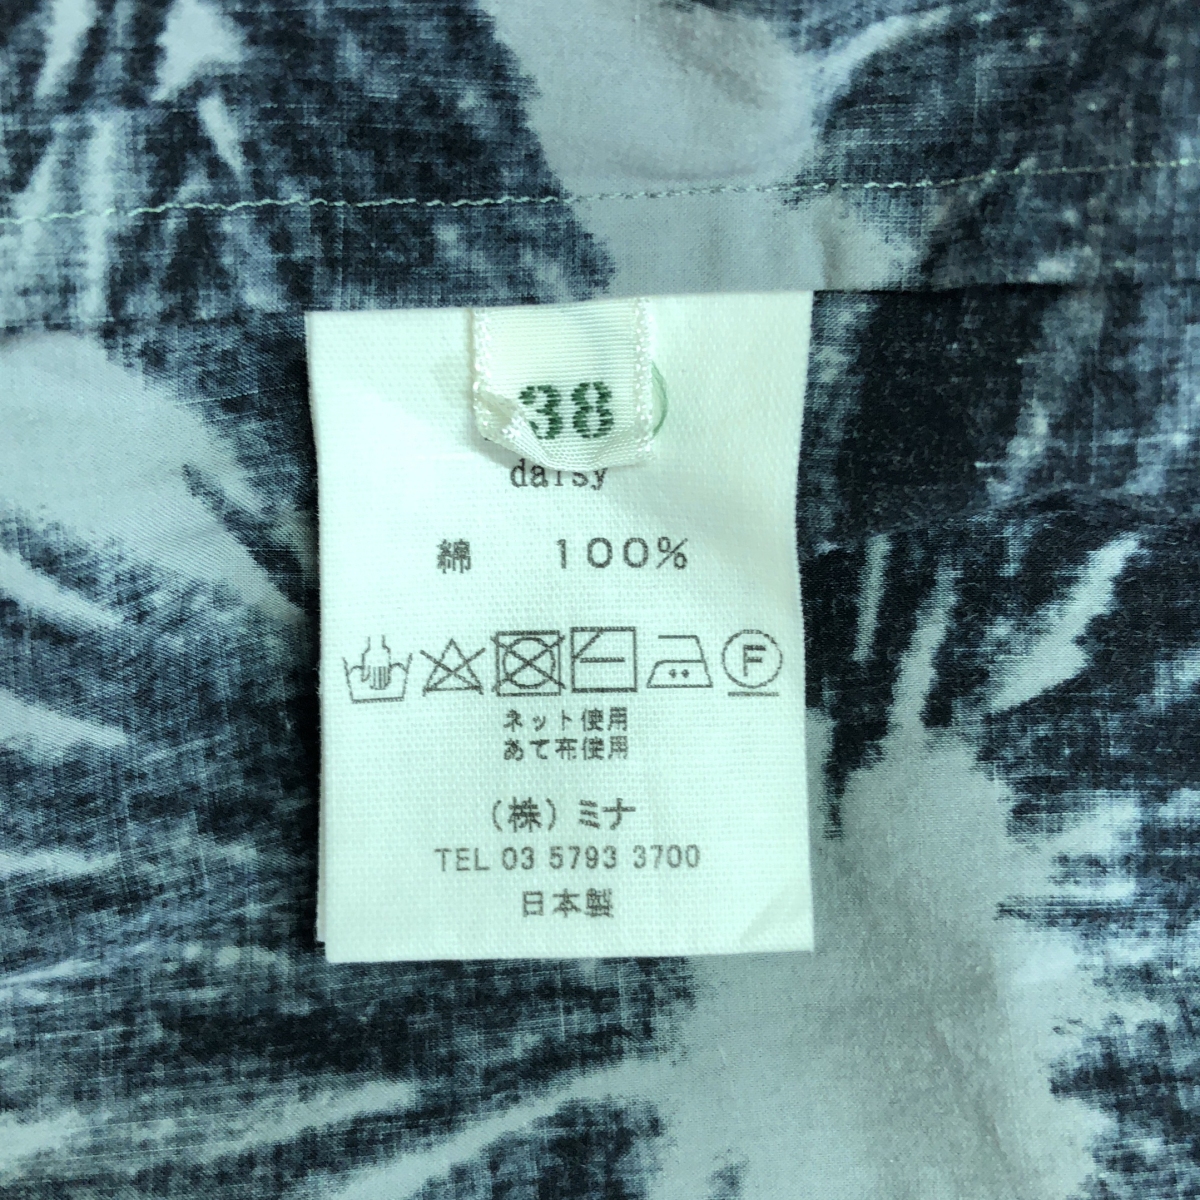 38
daisy
綿 100%
F
ネット使用
あて布使用
(株)ミナ
TEL 03 5793 3700
日本製